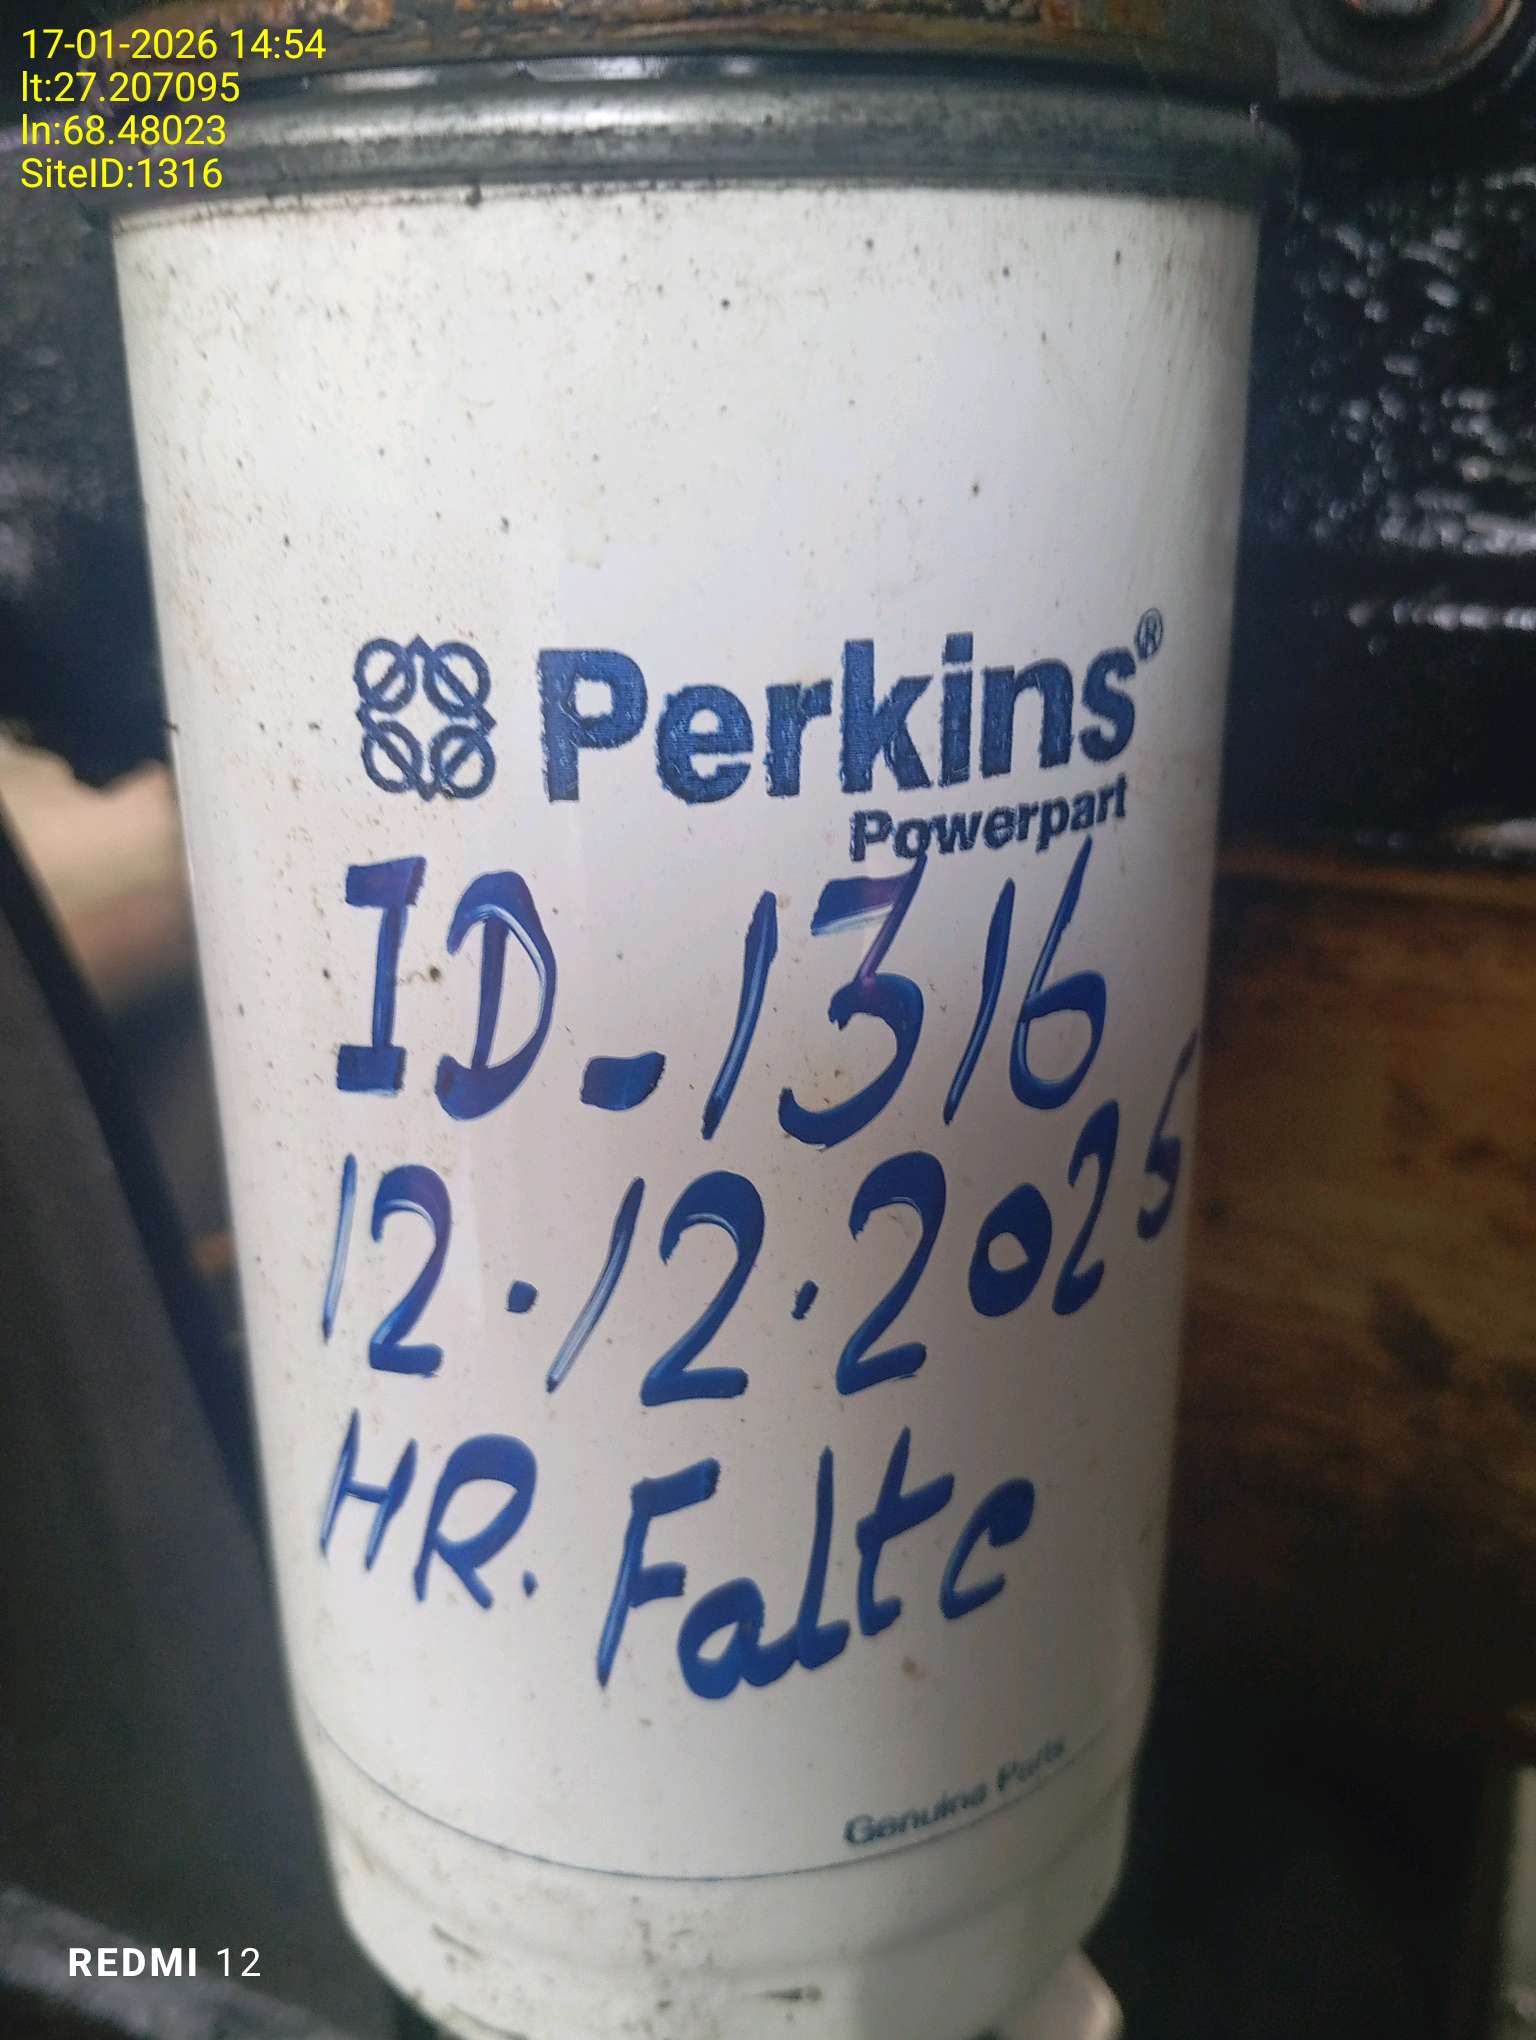 17-01-2026 14:54
lt:27.207095
ln:68.48023
SiteID:1316
Perkins®
Powerpart
ID-1316
12.12.2025
HR. Faltc
Genuine Parts
REDMI 12